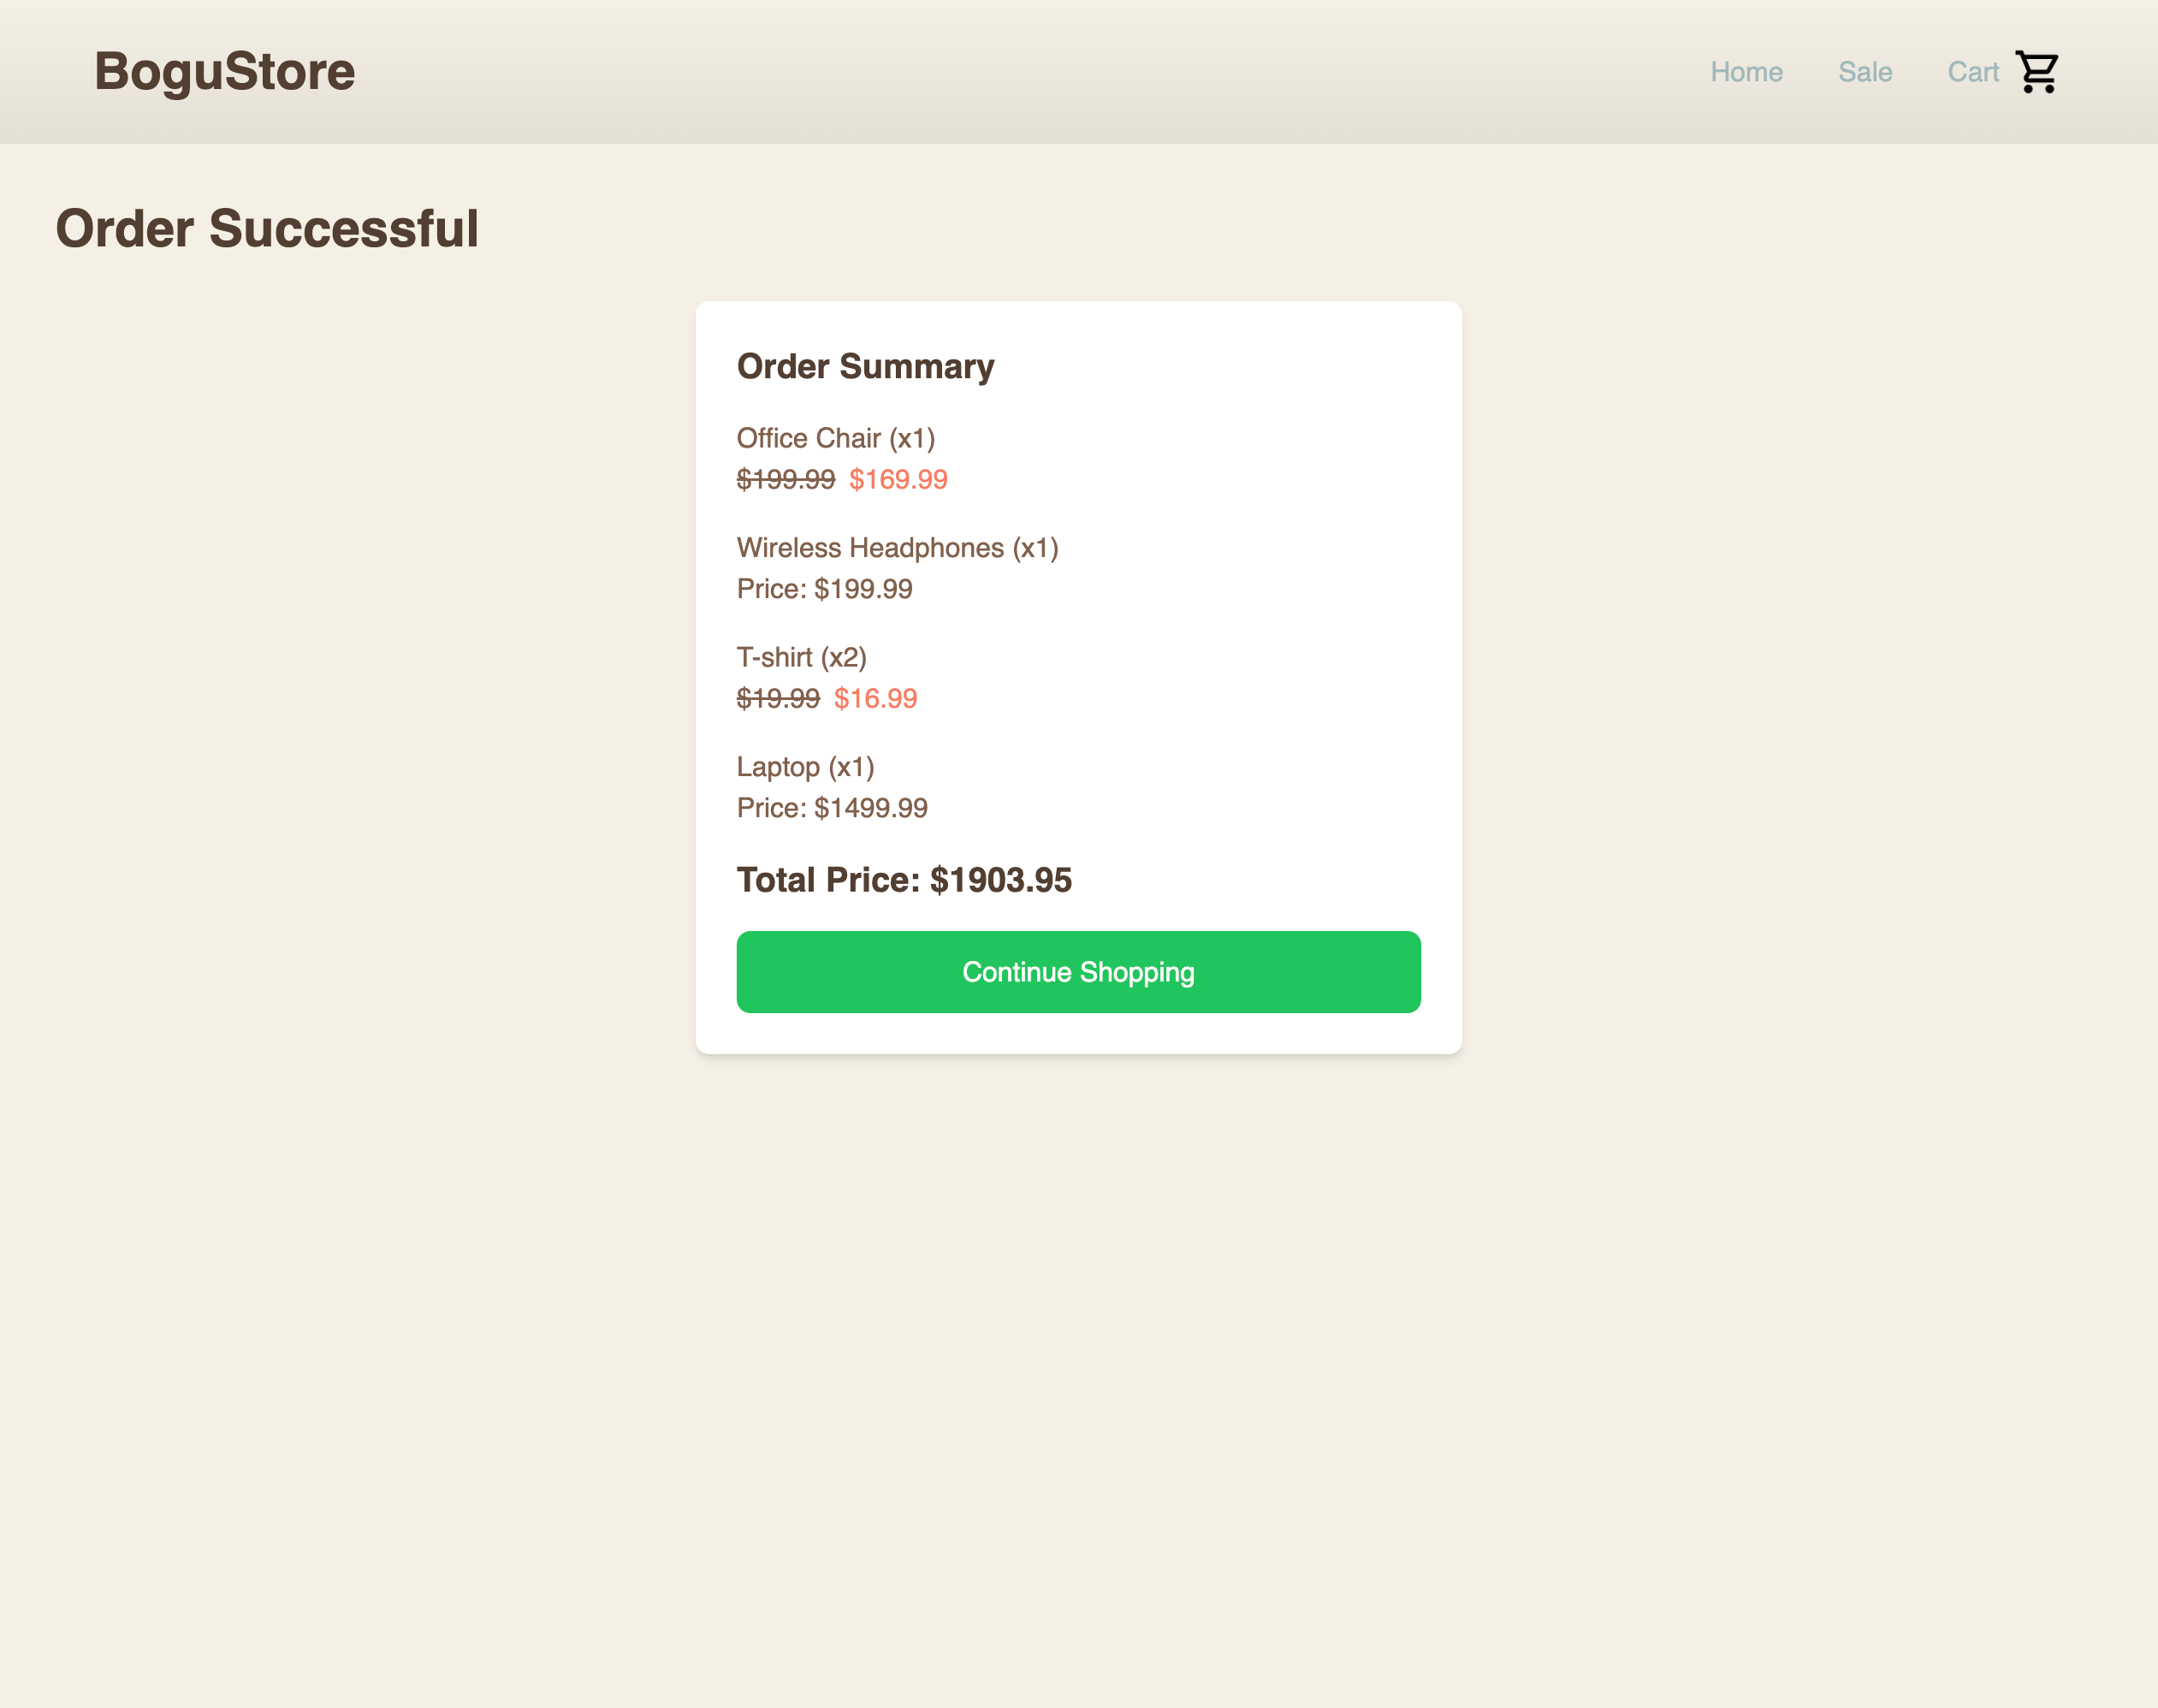 BoguStore
Home Sale Cart
Order Successful
Order Summary
Office Chair (x1)
$199.99 $169.99
Wireless Headphones (x1)
Price: $199.99
T-shirt (x2)
$19.99 $16.99
Laptop (x1)
Price: $1499.99
Total Price: $1903.95
Continue Shopping